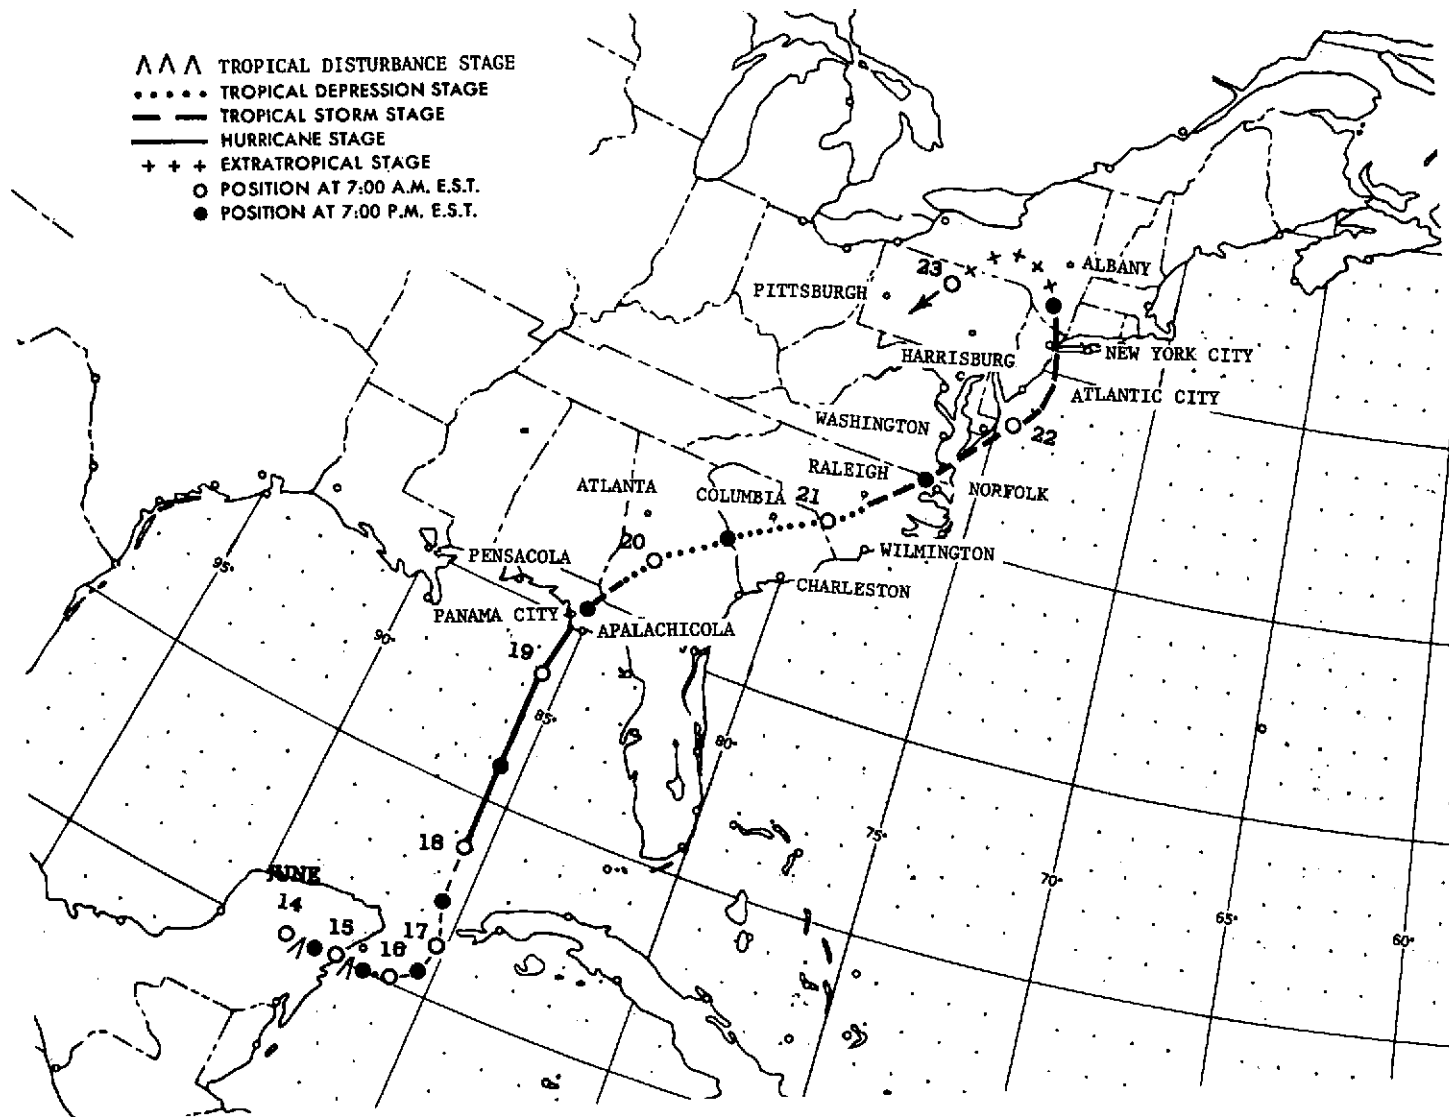 ∧ ∧ ∧ TROPICAL DISTURBANCE STAGE
TROPICAL DEPRESSION STAGE
TROPICAL STORM STAGE
HURRICANE STAGE
+ + + EXTRATROPICAL STAGE
POSITION AT 7:00 A.M. E.S.T.
POSITION AT 7:00 P.M. E.S.T.
23
ALBANY
PITTSBURGH
HARRISBURG
NEW YORK CITY
ATLANTIC CITY
WASHINGTON
22
RALEIGH
NORFOLK
ATLANTA
COLUMBIA
21
20
PENSACOLA
WILMINGTON
CHARLESTON
PANAMA CITY
APALACHICOLA
95°
90°
19
85°
80°
75°
18
70°
65°
60°
JUNE
14
15
16
17